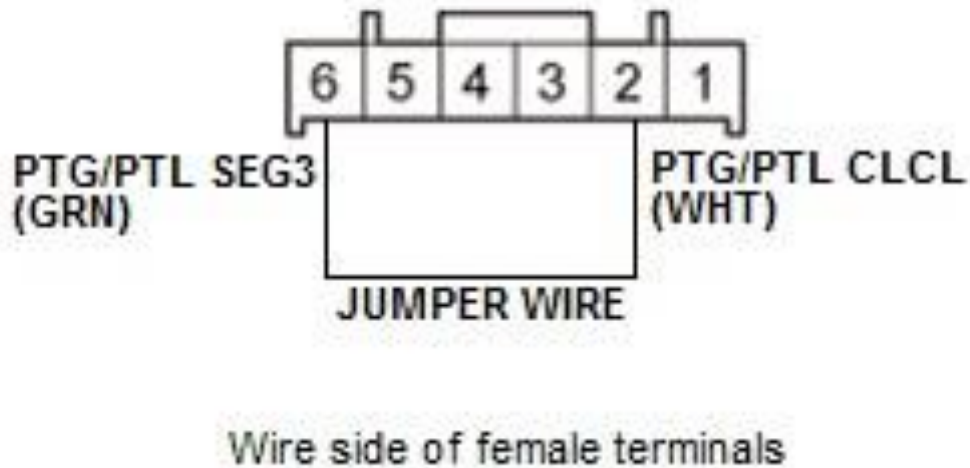 6 5 4 3 2 1
PTG/PTL SEG3
(GRN)
PTG/PTL CLCL
(WHT)
JUMPER WIRE
Wire side of female terminals